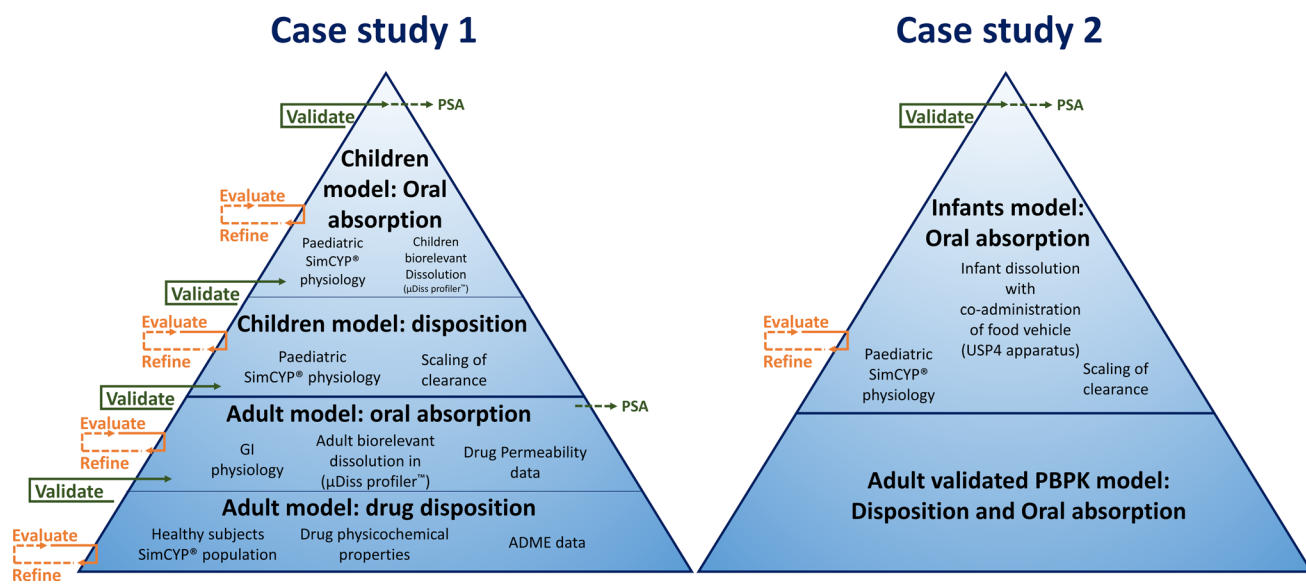 Case study 1
Validate
PSA
Children
model: Oral
absorption
Evaluate
Refine
Paediatric
SimCYP® physiology
Children
biorelevant
Dissolution
(µDiss profiler™)
Validate
Children model: disposition
Evaluate
Refine
Paediatric
SimCYP® physiology
Scaling of
clearance
Validate
Adult model: oral absorption
PSA
Evaluate
Refine
GI
physiology
Adult biorelevant
dissolution in
(µDiss profiler™)
Drug Permeability
data
Validate
Adult model: drug disposition
Healthy subjects
SimCYP® population
Drug physicochemical
properties
ADME data
Evaluate
Refine
Case study 2
Validate
PSA
Infants model:
Oral absorption
Infant dissolution
with
co-administration
of food vehicle
(USP4 apparatus)
Evaluate
Refine
Paediatric
SimCYP®
physiology
Scaling of
clearance
Adult validated PBPK model:
Disposition and Oral absorption